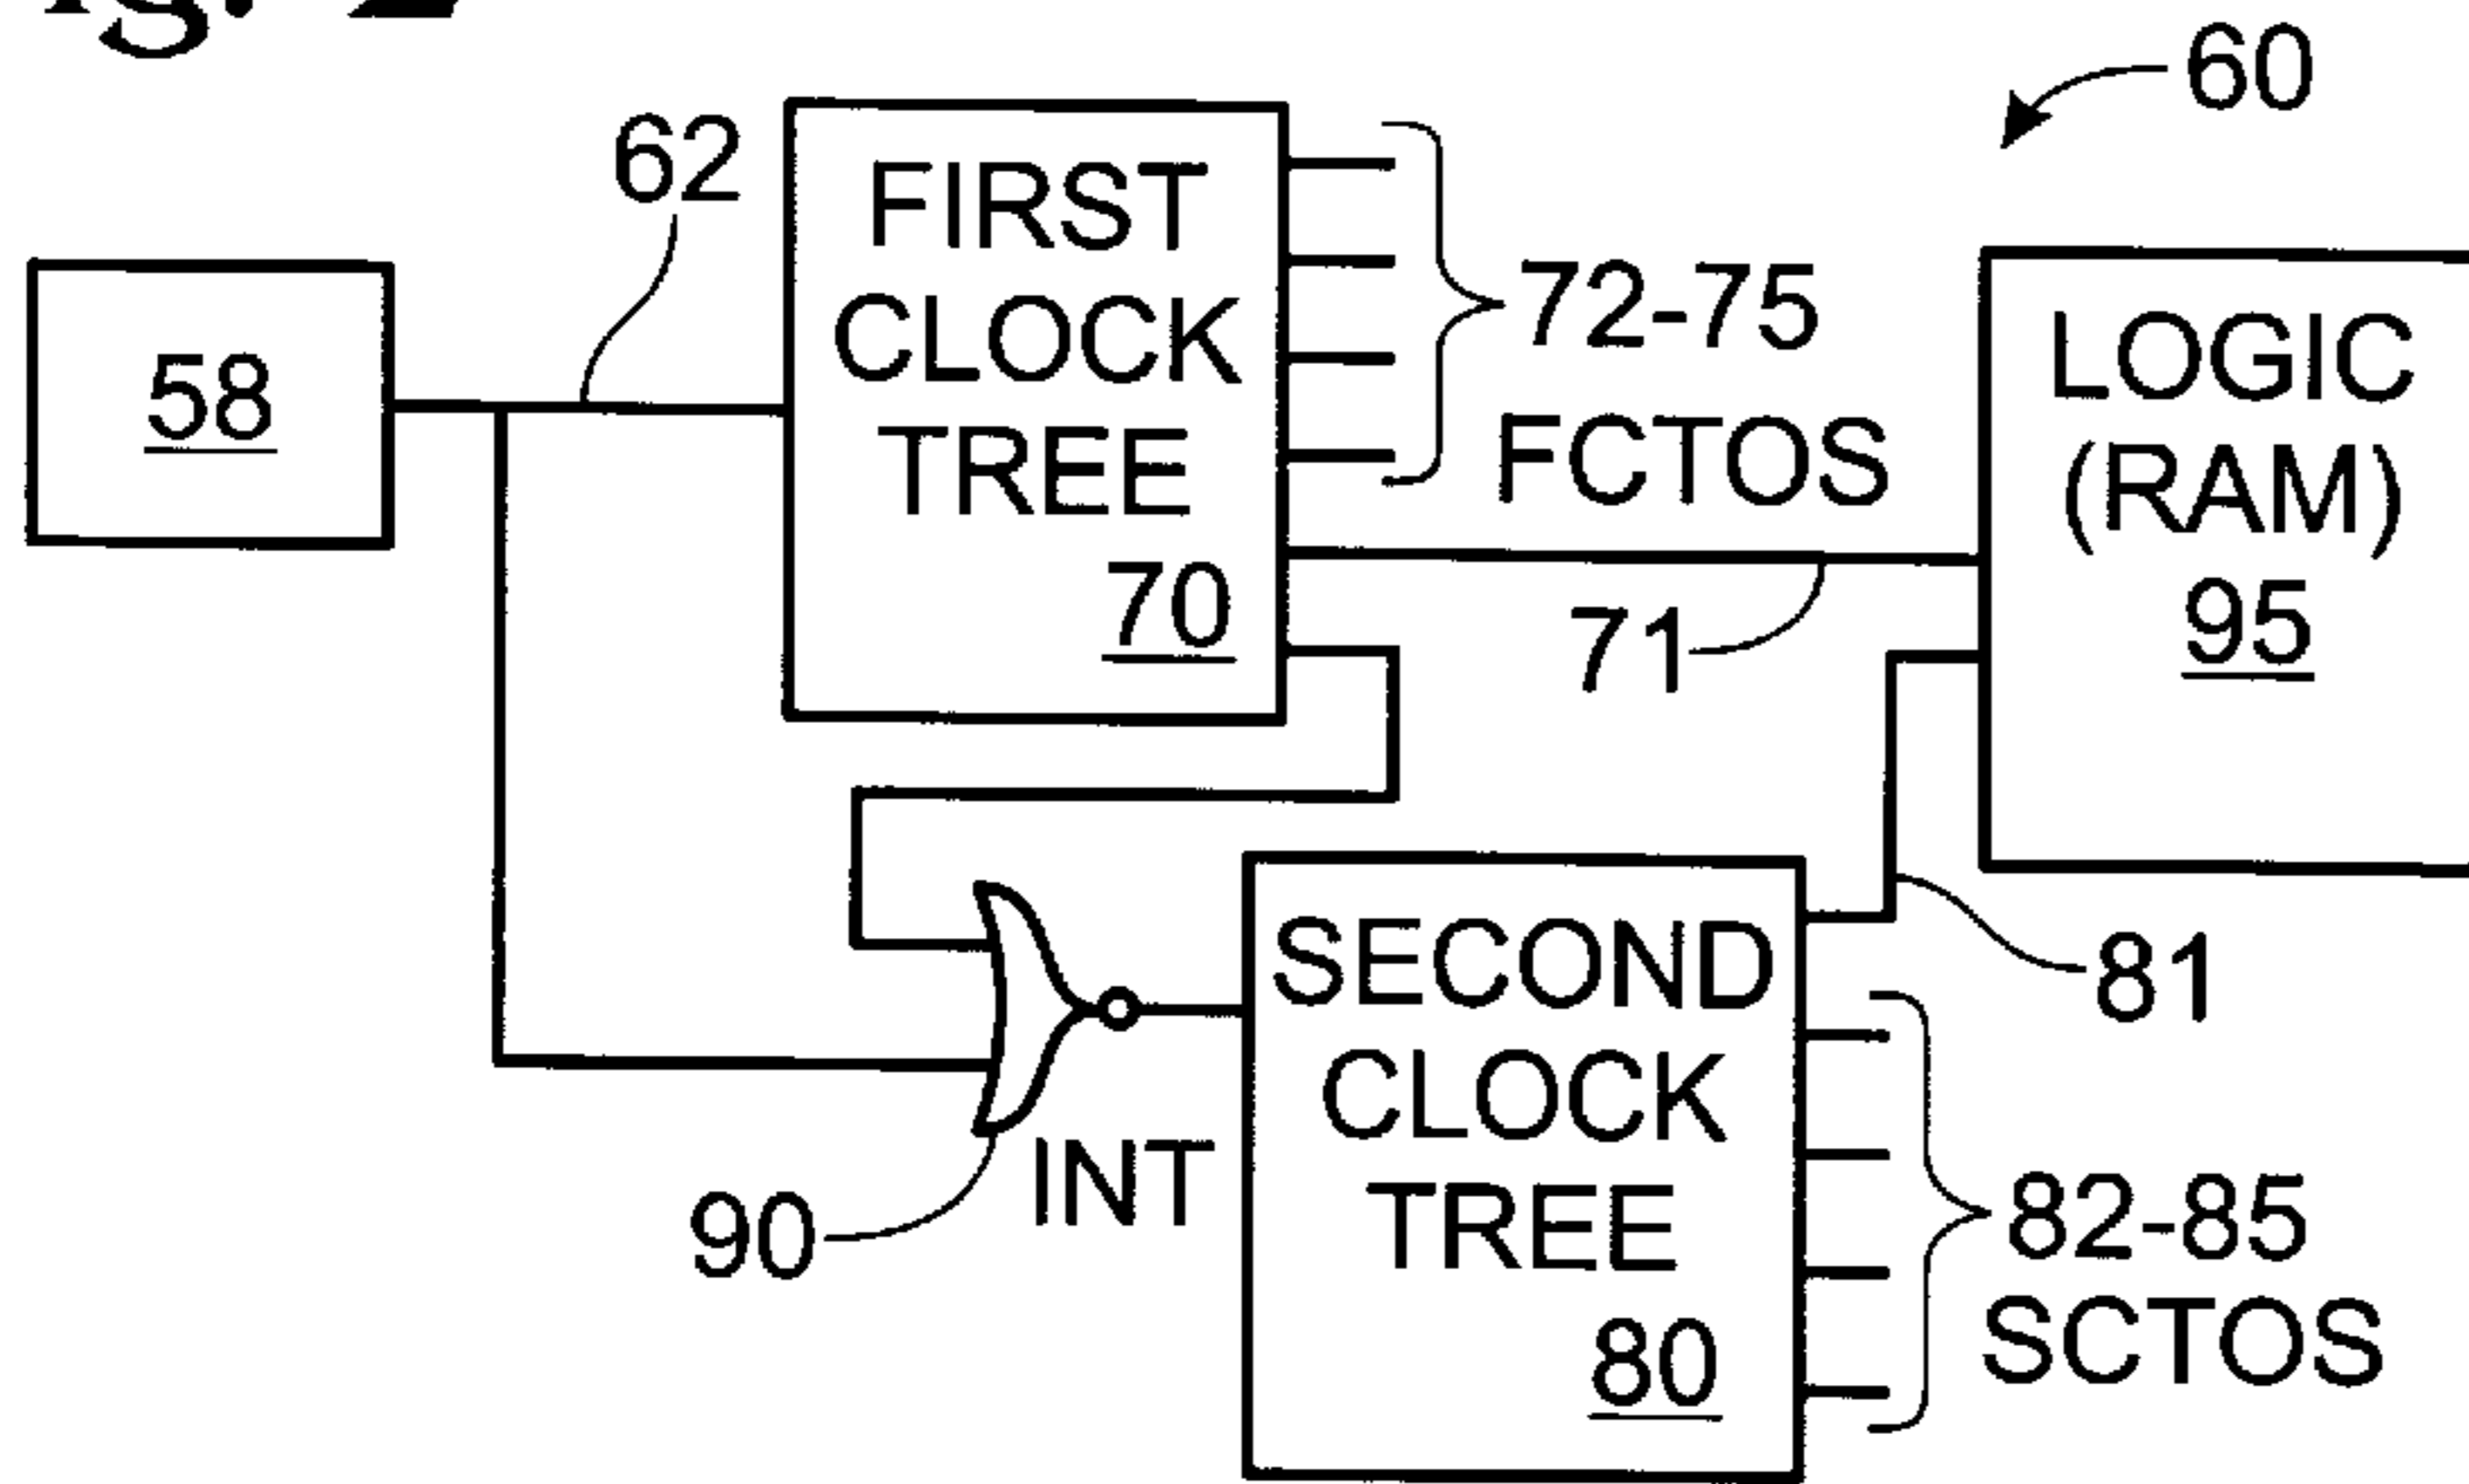 60
62
FIRST
CLOCK
TREE
70
58
72-75
FCTOS
71
LOGIC
(RAM)
95
81
SECOND
CLOCK
TREE
80
90
INT
82-85
SCTOS